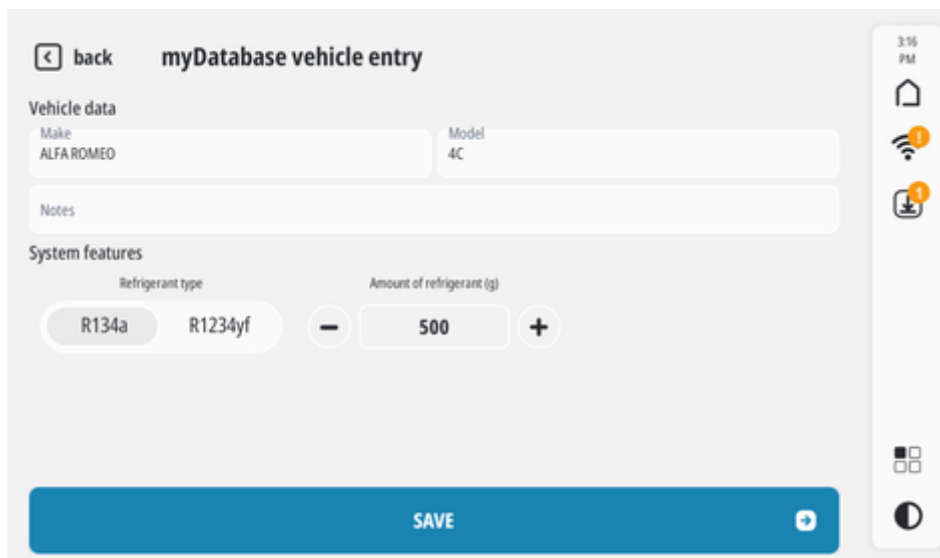 back myDatabase vehicle entry
3:16
PM
Vehicle data
Make Model
ALFA ROMEO 4C
!
Notes
1
System features
Refrigerant type Amount of refrigerant (g)
R134a R1234yf − 500 +
SAVE